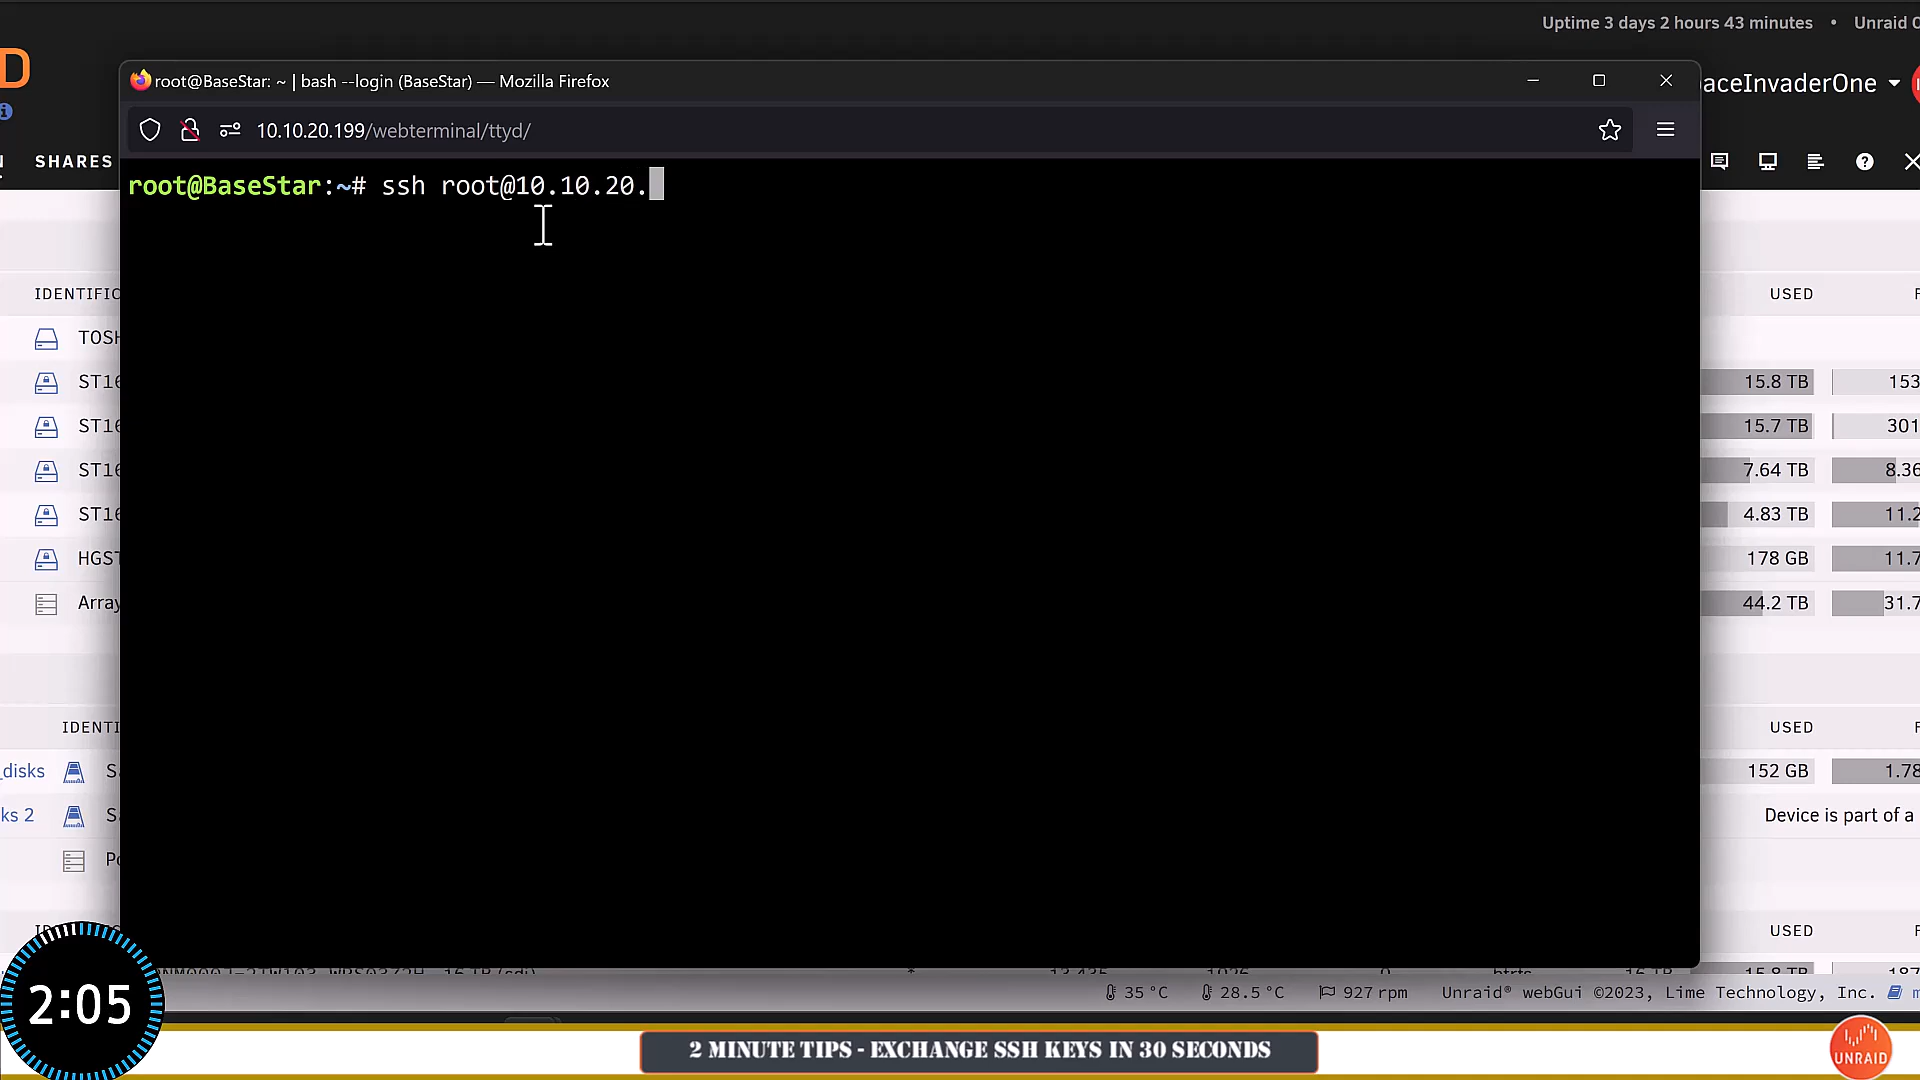 Uptime 3 days 2 hours 43 minutes • Unraid
D
root@BaseStar: ~ | bash --login (BaseStar) — Mozilla Firefox
aceInvaderOne
10.10.20.199/webterminal/ttyd/
SHARES
root@BaseStar:~# ssh root@10.10.20.
IDENTIFIC
USED
F
TOSH
ST16
15.8 TB
153
ST16
15.7 TB
301
ST16
7.64 TB
8.36
ST16
4.83 TB
11.2
HGST
178 GB
11.7
Array
44.2 TB
31.7
IDENTI
USED
F
_disks
152 GB
1.78
ks 2
Device is part of a
USED
F
35 °C
28.5 °C
927 rpm
Unraid® webGui ©2023, Lime Technology, Inc.
m
2:05
2 MINUTE TIPS - EXCHANGE SSH KEYS IN 30 SECONDS
UNRAID